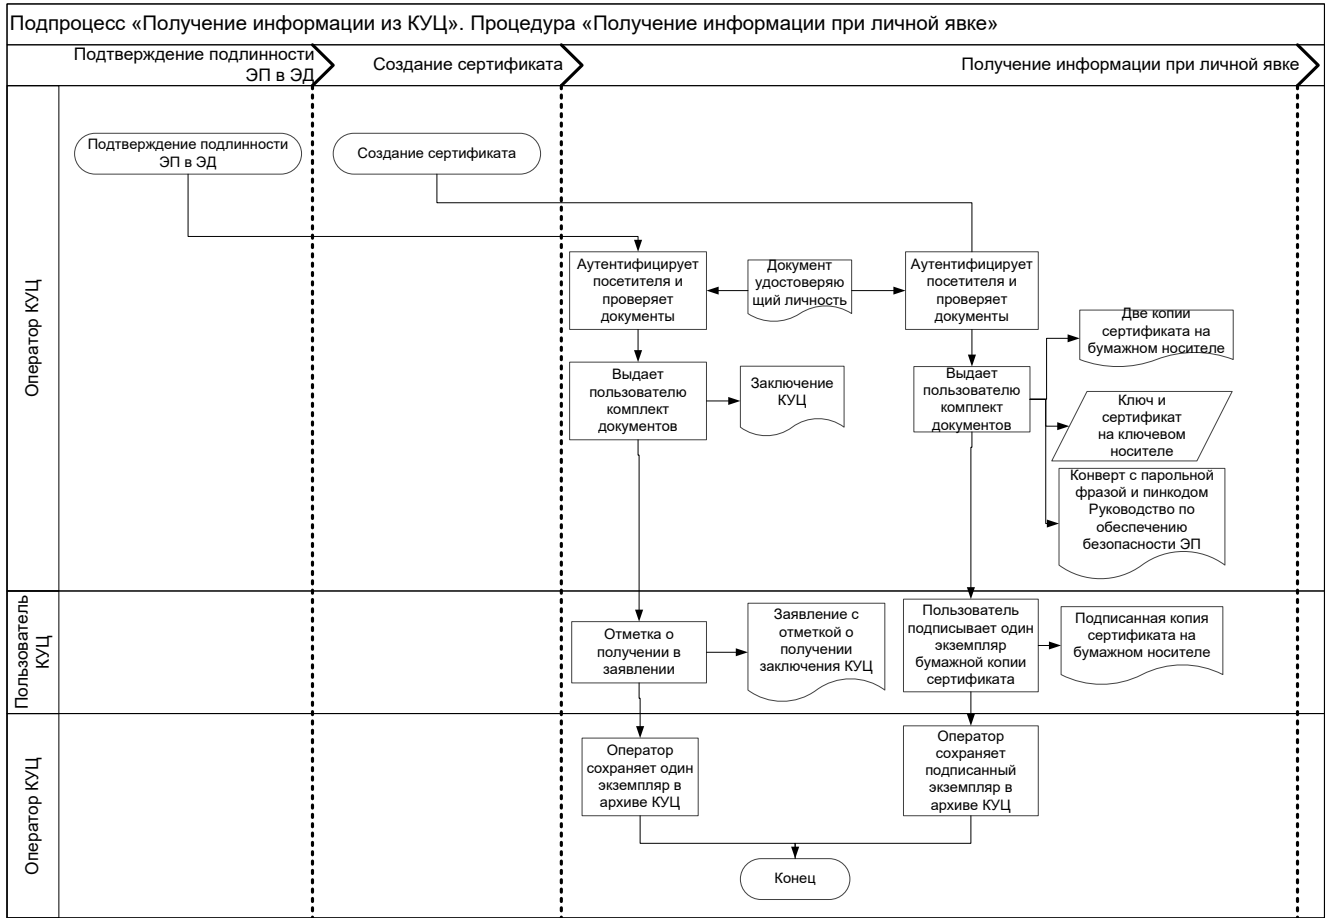 Подпроцесс «Получение информации из КУЦ». Процедура «Получение информации при личной явке»
Подтверждение подлинности
ЭП в ЭД
Создание сертификата
Получение информации при личной явке
Оператор КУЦ
Подтверждение подлинности
ЭП в ЭД
Создание сертификата
Аутентифицирует
посетителя и
проверяет
документы
Документ
удостоверяю
щий личность
Аутентифицирует
посетителя и
проверяет
документы
Две копии
сертификата на
бумажном носителе
Выдает
пользователю
комплект
документов
Заключение
КУЦ
Выдает
пользователю
комплект
документов
Ключ и
сертификат
на ключевом
носителе
Конверт с парольной
фразой и пинкодом
Руководство по
обеспечению
безопасности ЭП
Пользователь
КУЦ
Отметка о
получении в
заявлении
Заявление с
отметкой о
получении
заключения КУЦ
Пользователь
подписывает один
экземпляр
бумажной копии
сертификата
Подписанная копия
сертификата на
бумажном носителе
Оператор КУЦ
Оператор
сохраняет один
экземпляр в
архиве КУЦ
Оператор
сохраняет
подписанный
экземпляр в
архиве КУЦ
Конец